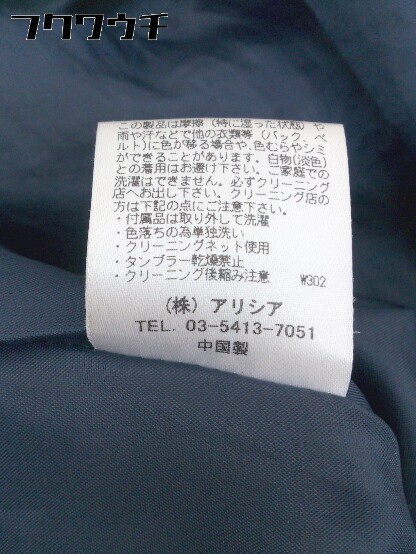 フクワウチ
この製品は摩擦(特に湿った状態)や
雨や汗などで他の衣類等(バック、ベ
ルト)に色が移る場合や、色むらやシミ
ができることがあります。白物(淡色)
との着用はお避け下さい。ご家庭での
洗濯はできません。必ずクリーニング
店へお出し下さい。クリーニング店の
方は下記の点にご注意下さい。
・付属品は取り外して洗濯
・色落ちの為単独洗い
・クリーニングネット使用
・タンブラー乾燥禁止
・クリーニング後縮み注意 W302
(株)アリシア
TEL. 03-5413-7051
中国製